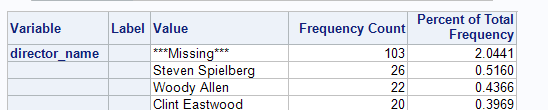 Variable Label Value Frequency Count Percent of Total Frequency
director_name ***Missing*** 103 2.0441
Steven Spielberg 26 0.5160
Woody Allen 22 0.4366
Clint Eastwood 20 0.3969